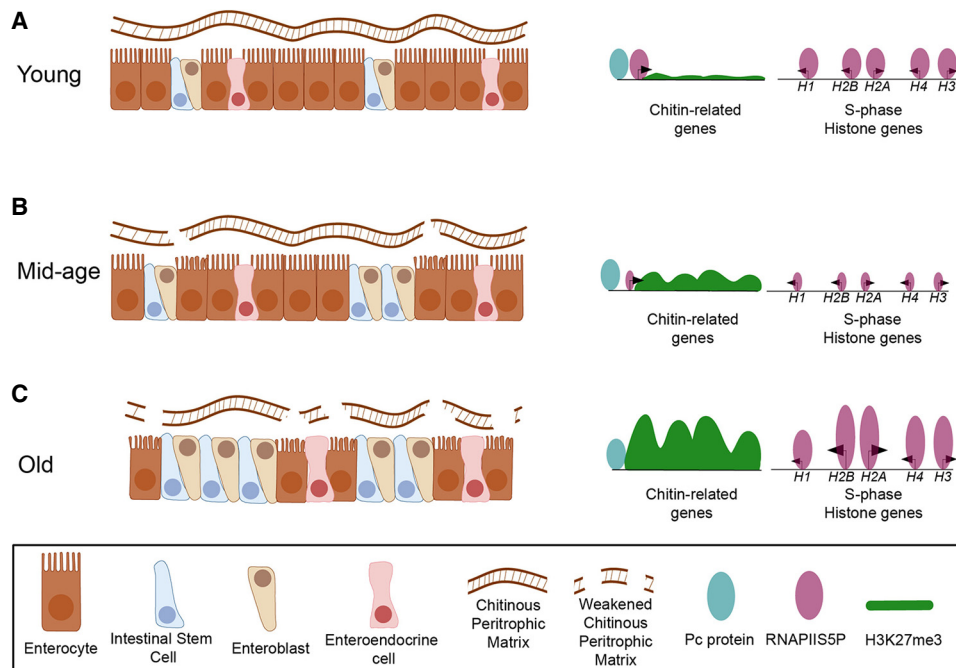 A
Young
Chitin-related
genes
H1
H2B
H2A
H4
H3
S-phase
Histone genes
B
Mid-age
Chitin-related
genes
H1
H2B
H2A
H4
H3
S-phase
Histone genes
C
Old
Chitin-related
genes
H1
H2B
H2A
H4
H3
S-phase
Histone genes
Enterocyte
Intestinal Stem
Cell
Enteroblast
Enteroendocrine
cell
Chitinous
Peritrophic
Matrix
Weakened
Chitinous
Peritrophic
Matrix
Pc protein
RNAPIIS5P
H3K27me3